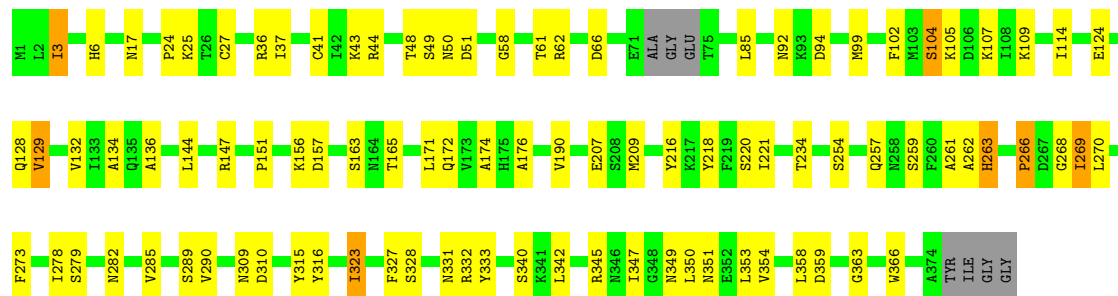 M1 L2 I3 H6 N17 P24 K25 T26 C27 R36 I37 C41 I42 K43 R44 T48 S49 N50 D51 G58 T61 R62 D66 E71 ALA GLY GLU T75 L85 N92 K93 D94 M99 F102 M103 S104 K105 D106 K107 I108 K109 I114 E124
Q128 V129 V132 I133 A134 Q135 A136 L144 R147 P151 K156 D157 S163 N164 T165 L171 Q172 V173 A174 H175 A176 V190 E207 S208 M209 Y216 K217 Y218 F219 S220 I221 T234 S254 Q257 N258 S259 F260 A261 A262 H263 P266 D267 G268 I269 L270
F273 I278 S279 N282 V285 S289 V290 N309 D310 Y315 Y316 I323 F327 S328 N331 R332 Y333 S340 K341 L342 R345 N346 I347 G348 N349 L350 N351 E352 L353 V354 L358 D359 G363 W366 A374 TYR ILE GLY GLY